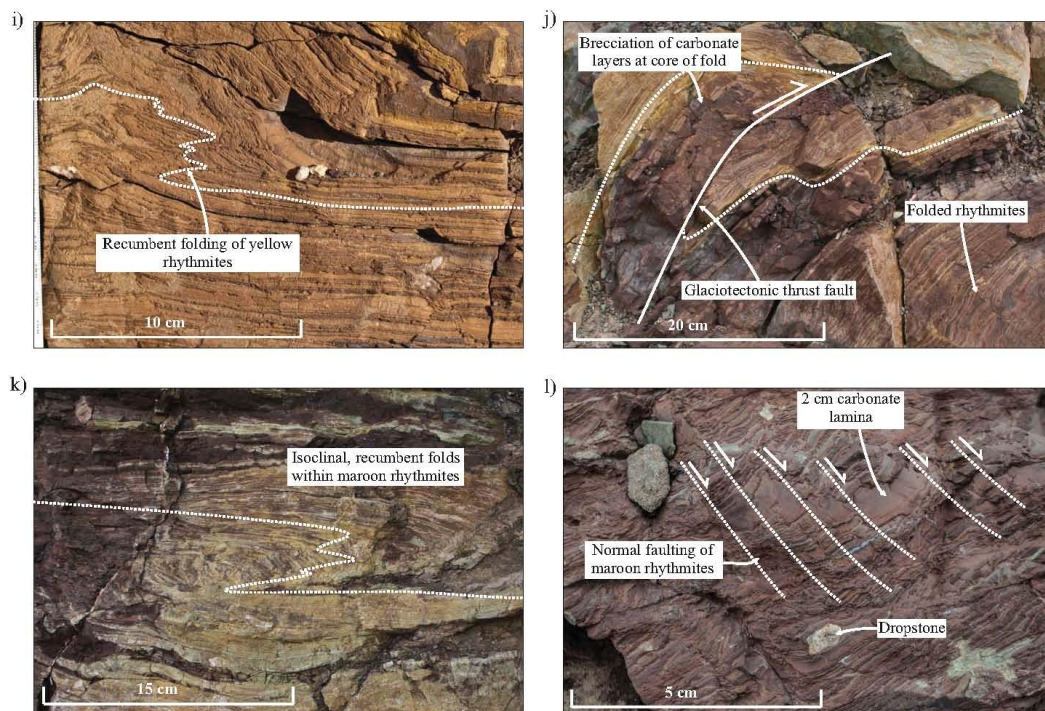 i)
Recumbent folding of yellow
rhythmites
10 cm
j)
Brecciation of carbonate
layers at core of fold
Folded rhythmites
Glaciotectonic thrust fault
20 cm
k)
Isoclinal, recumbent folds
within maroon rhythmites
15 cm
l)
2 cm carbonate
lamina
Normal faulting of
maroon rhythmites
Dropstone
5 cm